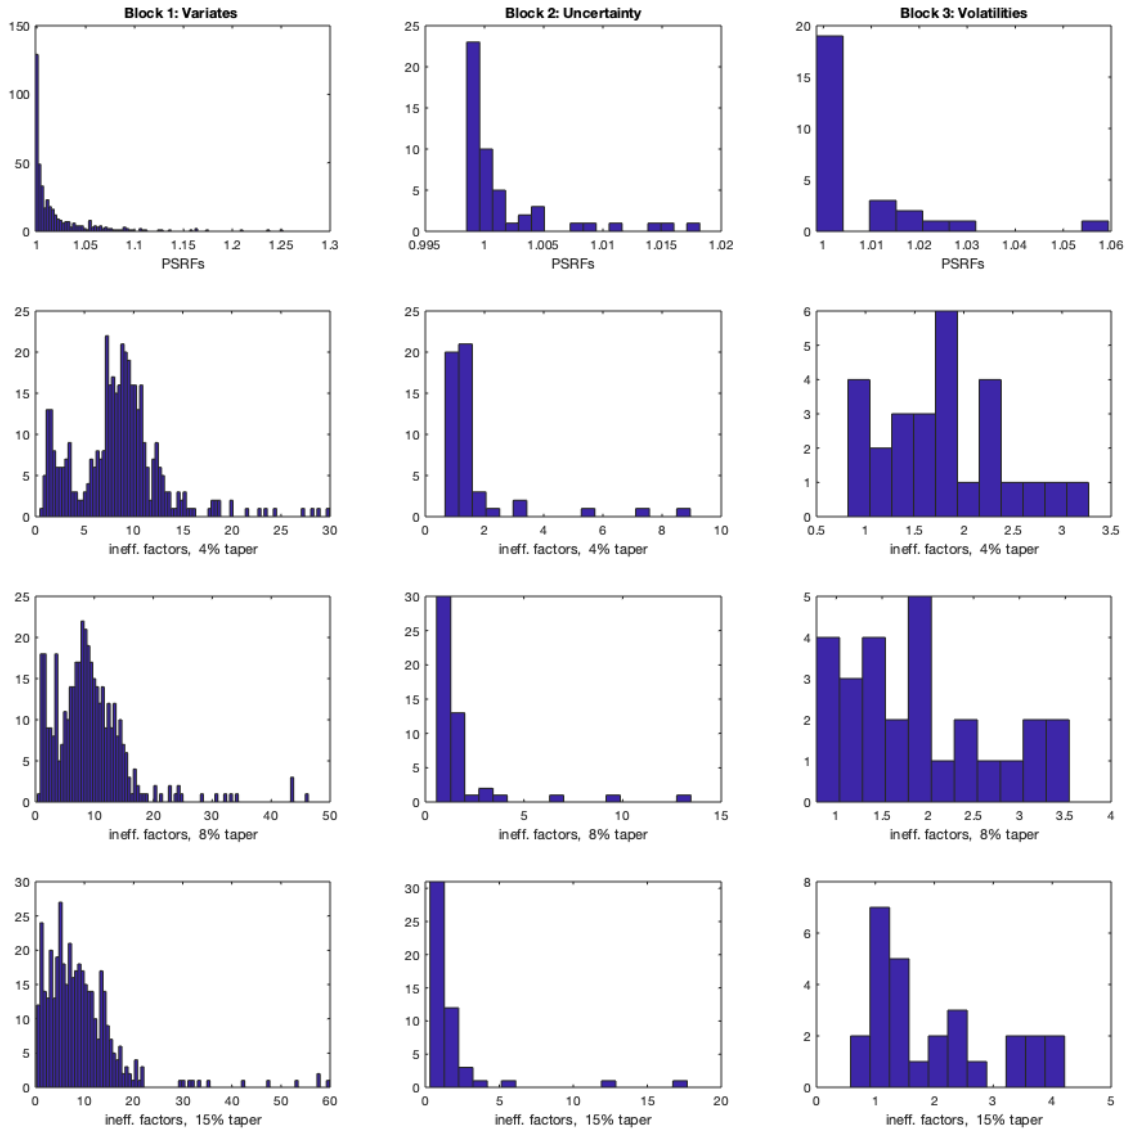 Block 1: Variates
150
100
50
0
1 1.05 1.1 1.15 1.2 1.25 1.3
PSRFs
Block 2: Uncertainty
25
20
15
10
5
0
0.995 1 1.005 1.01 1.015 1.02
PSRFs
Block 3: Volatilities
20
15
10
5
0
1 1.01 1.02 1.03 1.04 1.05 1.06
PSRFs
25
20
15
10
5
0
0 5 10 15 20 25 30
ineff. factors, 4% taper
25
20
15
10
5
0
0 2 4 6 8 10
ineff. factors, 4% taper
6
5
4
3
2
1
0
0.5 1 1.5 2 2.5 3 3.5
ineff. factors, 4% taper
25
20
15
10
5
0
0 10 20 30 40 50
ineff. factors, 8% taper
30
25
20
15
10
5
0
0 5 10 15
ineff. factors, 8% taper
5
4
3
2
1
0
1 1.5 2 2.5 3 3.5 4
ineff. factors, 8% taper
30
25
20
15
10
5
0
0 10 20 30 40 50 60
ineff. factors, 15% taper
30
25
20
15
10
5
0
0 5 10 15 20
ineff. factors, 15% taper
8
6
4
2
0
0 1 2 3 4 5
ineff. factors, 15% taper